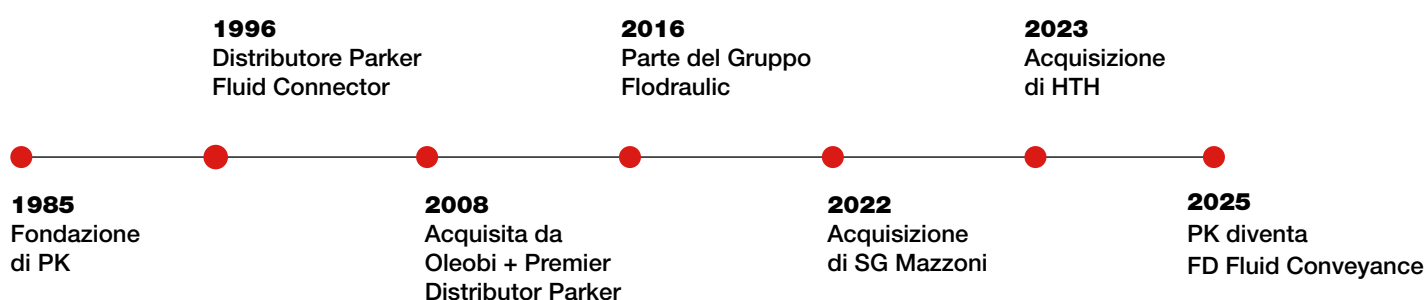 1996
Distributore Parker
Fluid Connector
2016
Parte del Gruppo
Flodraulic
2023
Acquisizione
di HTH
1985
Fondazione
di PK
2008
Acquisita da
Oleobi + Premier
Distributor Parker
2022
Acquisizione
di SG Mazzoni
2025
PK diventa
FD Fluid Conveyance